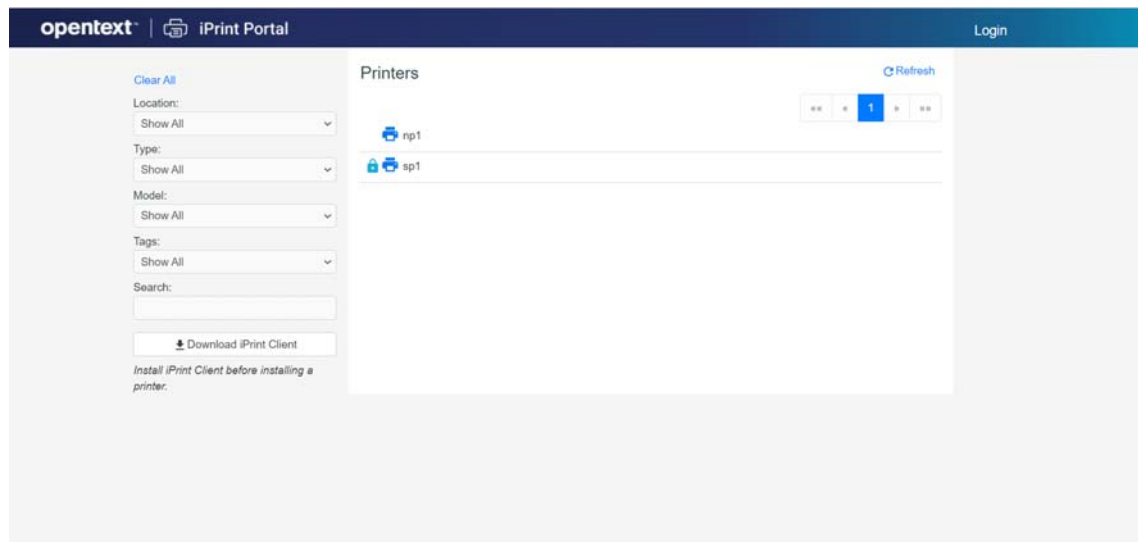 opentext™ | iPrint Portal
Login
Clear All
Location:
Show All
Type:
Show All
Model:
Show All
Tags:
Show All
Search:
Download iPrint Client
Install iPrint Client before installing a
printer.
Printers
Refresh
«« « 1 » »»
np1
sp1